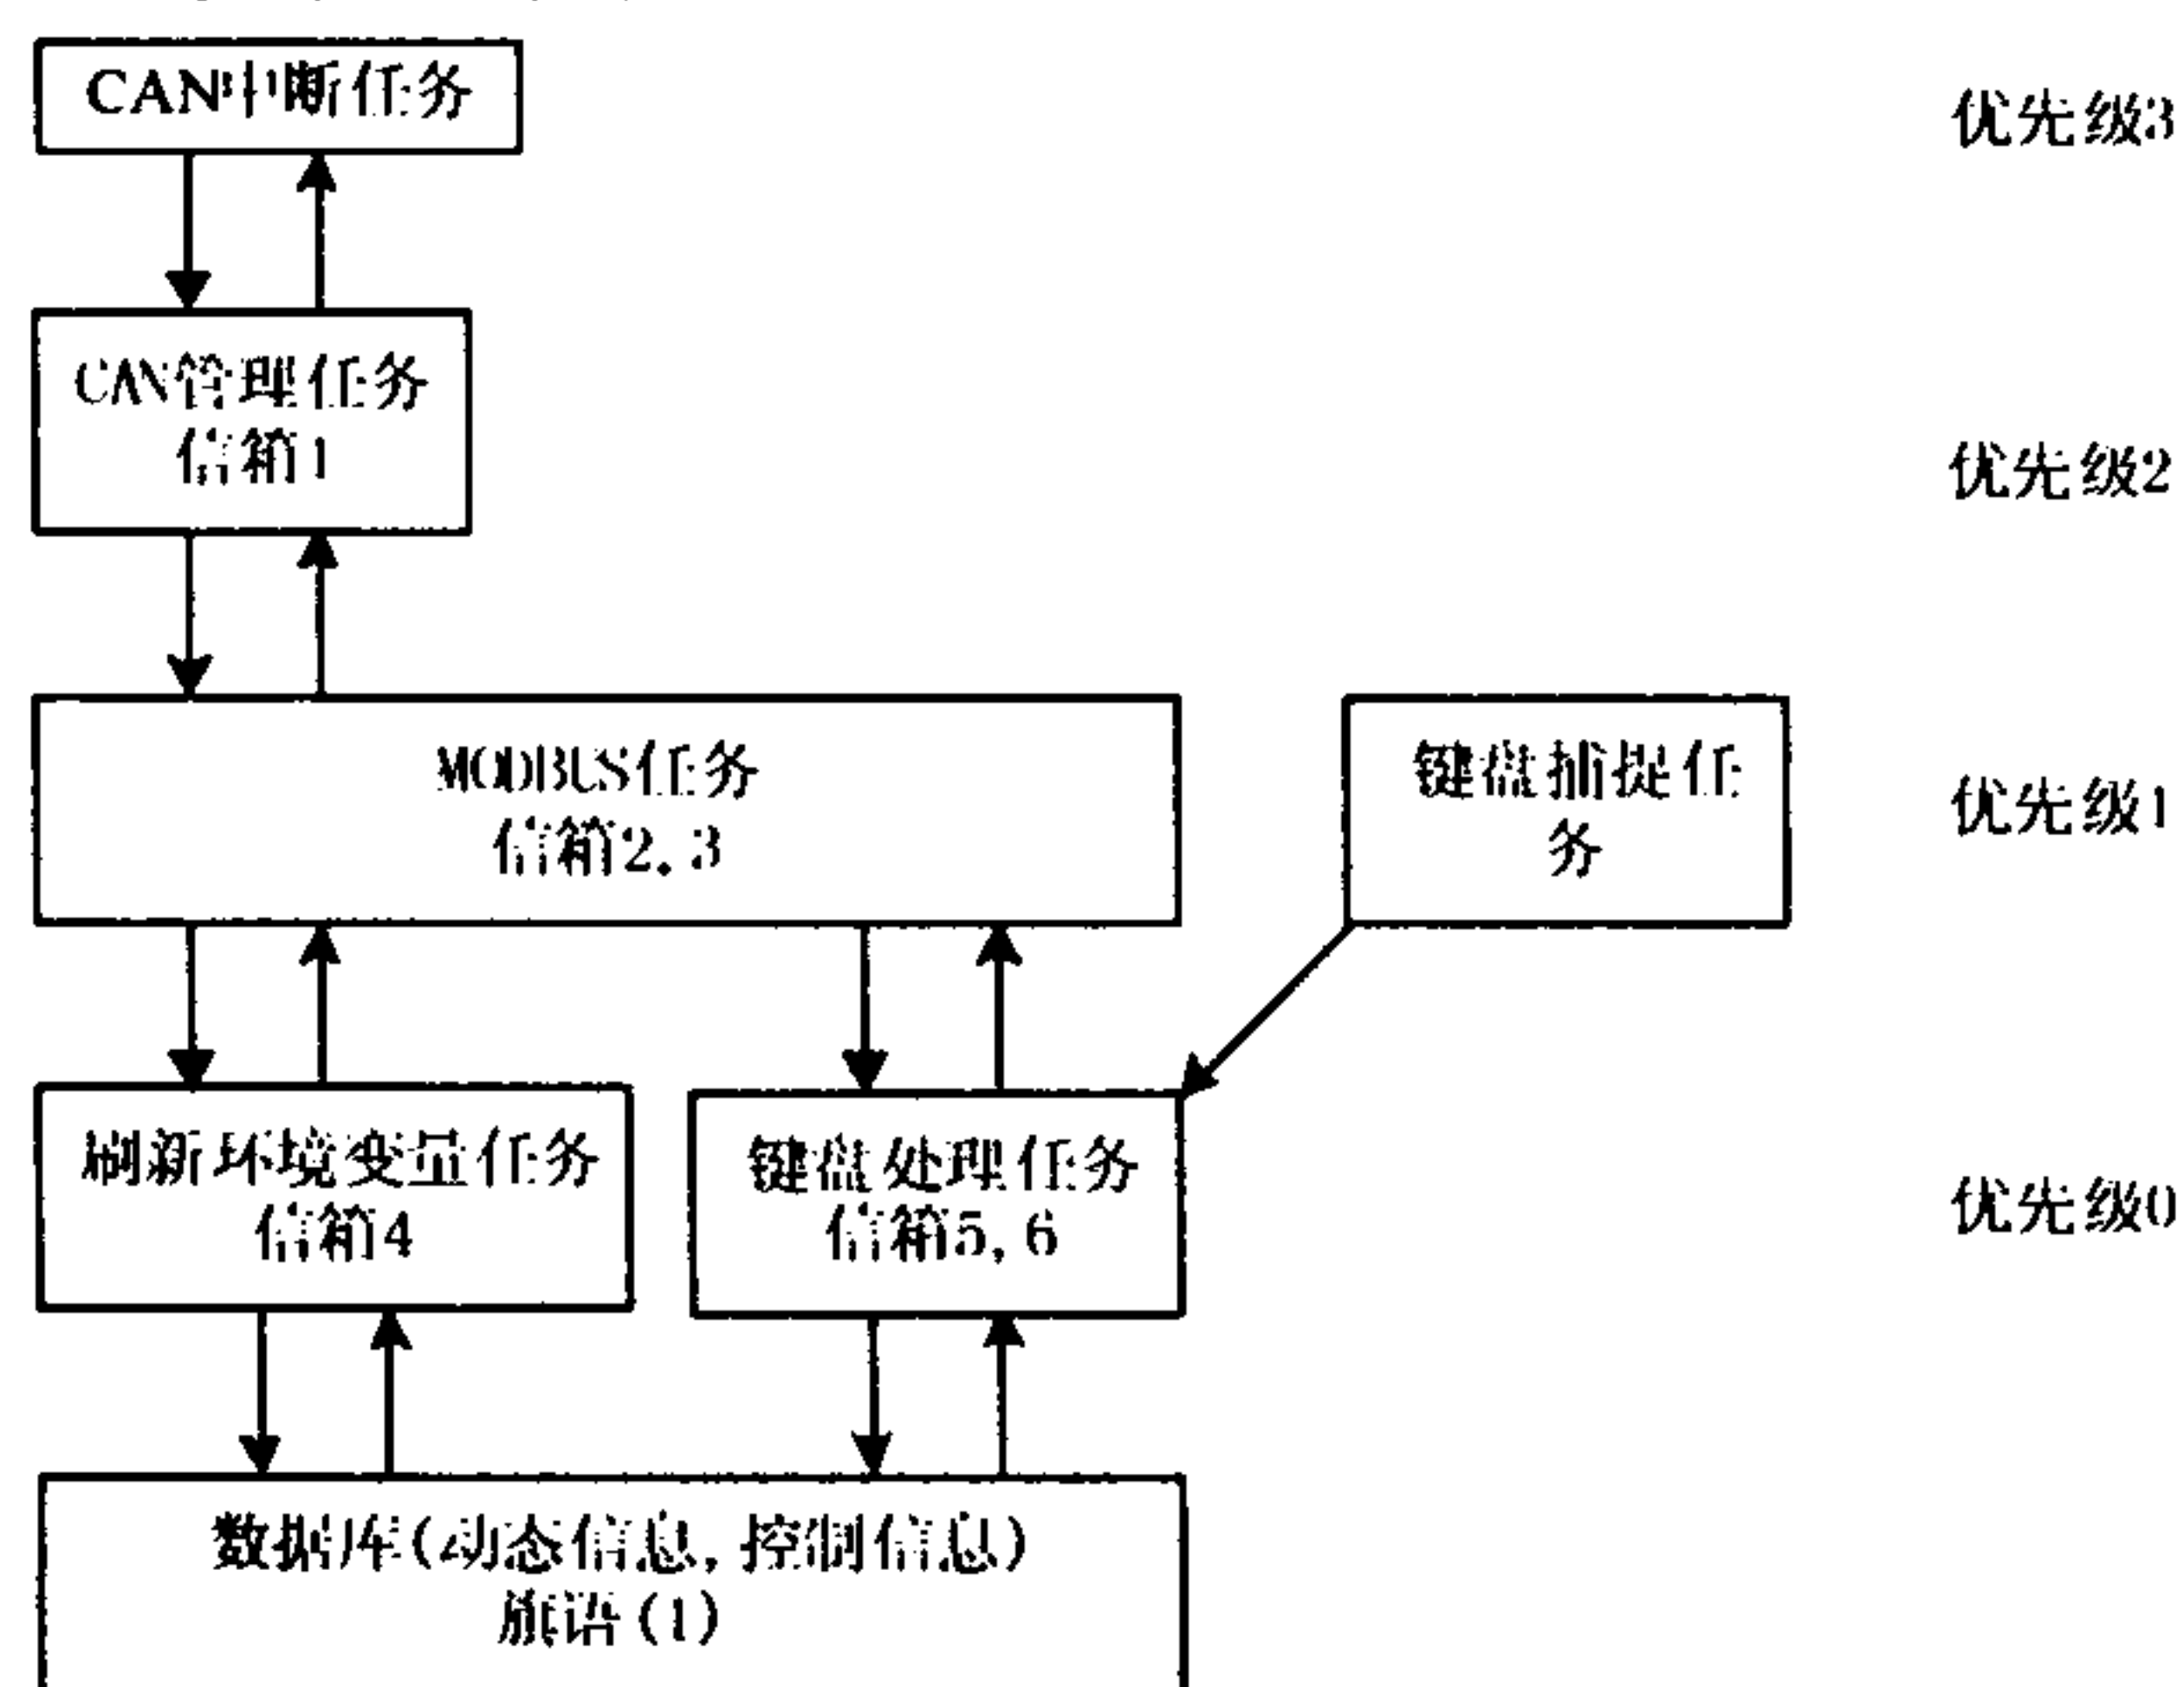 CAN中断任务
优先级3
CAN管理任务
信箱1
优先级2
MODBUS任务
信箱2.3
键盘捕捉任
务
优先级1
刷新环境变量任务
信箱4
键盘处理任务
信箱5,6
优先级0
数据库(动态信息,控制信息)
旗语(1)